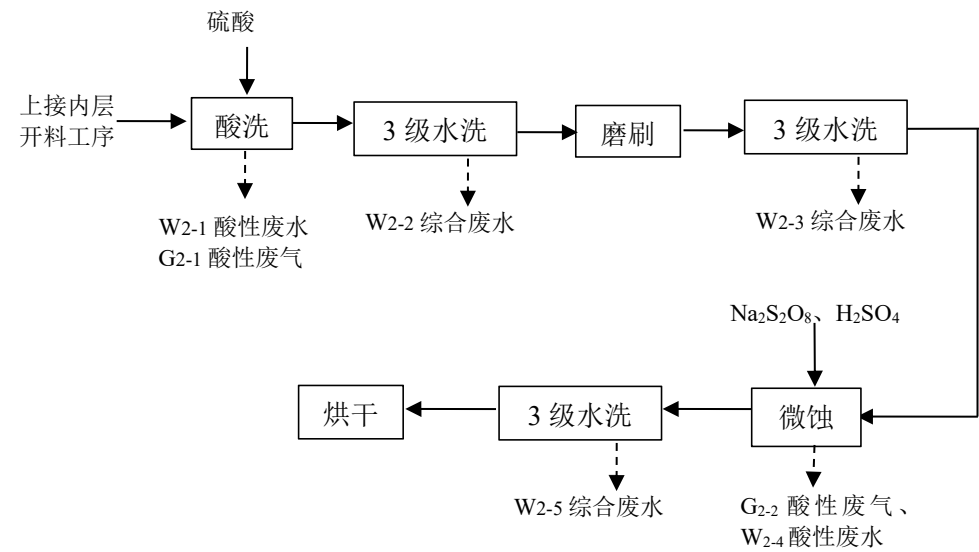 硫酸
上接内层
开料工序
酸洗
3 级水洗
磨刷
3 级水洗
W2-1 酸性废水
G2-1 酸性废气
W2-2 综合废水
W2-3 综合废水
Na₂S₂O₈、H₂SO₄
烘干
3 级水洗
微蚀
W2-5 综合废水
G₂₋₂ 酸性废气、
W₂₋₄ 酸性废水